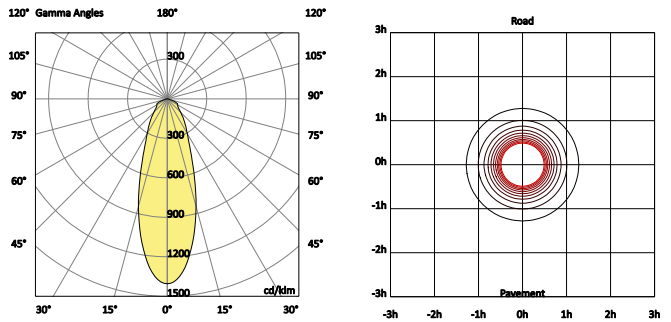 120° Gamma Angles 180° 120°
105° 300 105°
90° 90°
75° 300 75°
60° 600 60°
900
45° 1200 45°
1500 cd/klm
30° 15° 0° 15° 30°
Road
3h
2h
1h
0h
-1h
-2h
-3h
Pavement
-3h -2h -1h 0h 1h 2h 3h